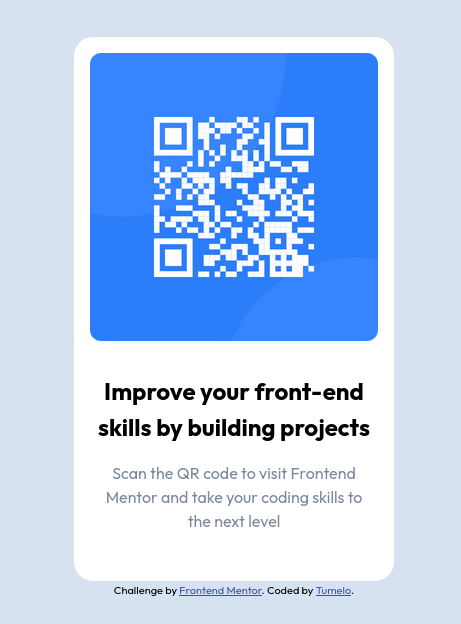 Improve your front-end
skills by building projects
Scan the QR code to visit Frontend
Mentor and take your coding skills to
the next level
Challenge by Frontend Mentor. Coded by Tumelo.